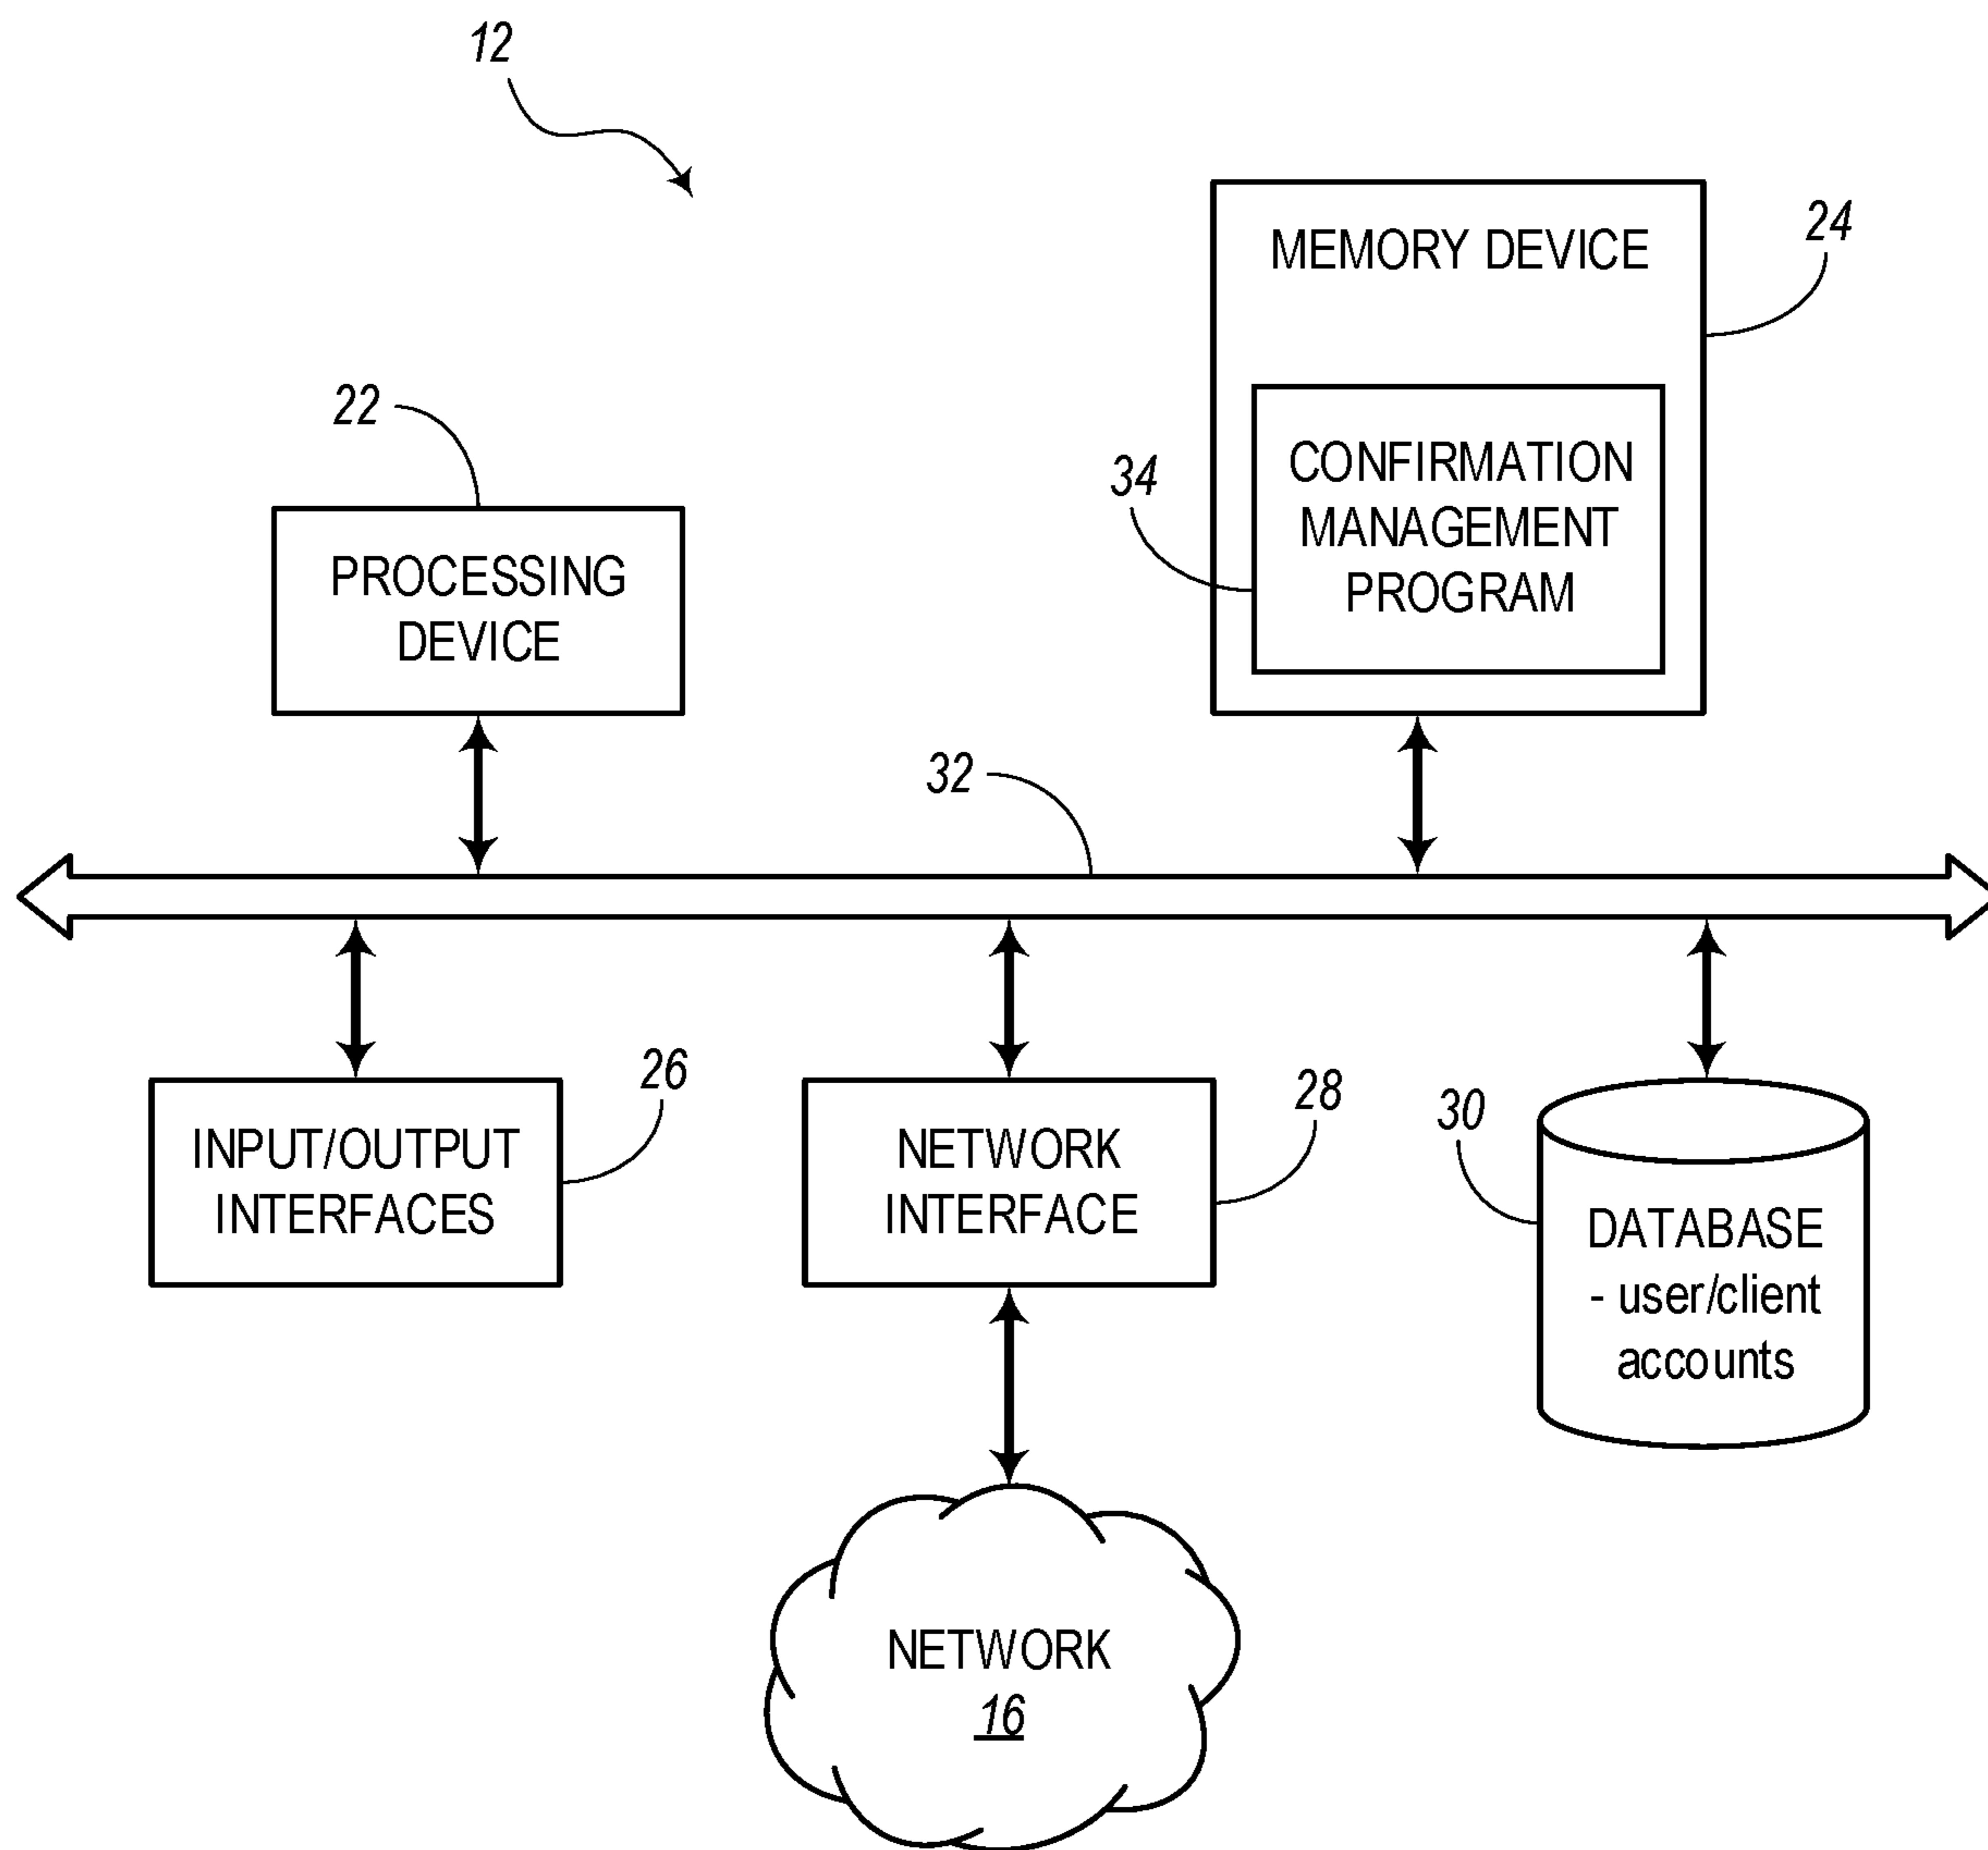 12
MEMORY DEVICE
24
22
CONFIRMATION
MANAGEMENT
PROGRAM
34
PROCESSING
DEVICE
32
26
28
30
INPUT/OUTPUT
INTERFACES
NETWORK
INTERFACE
DATABASE
- user/client
accounts
NETWORK
16